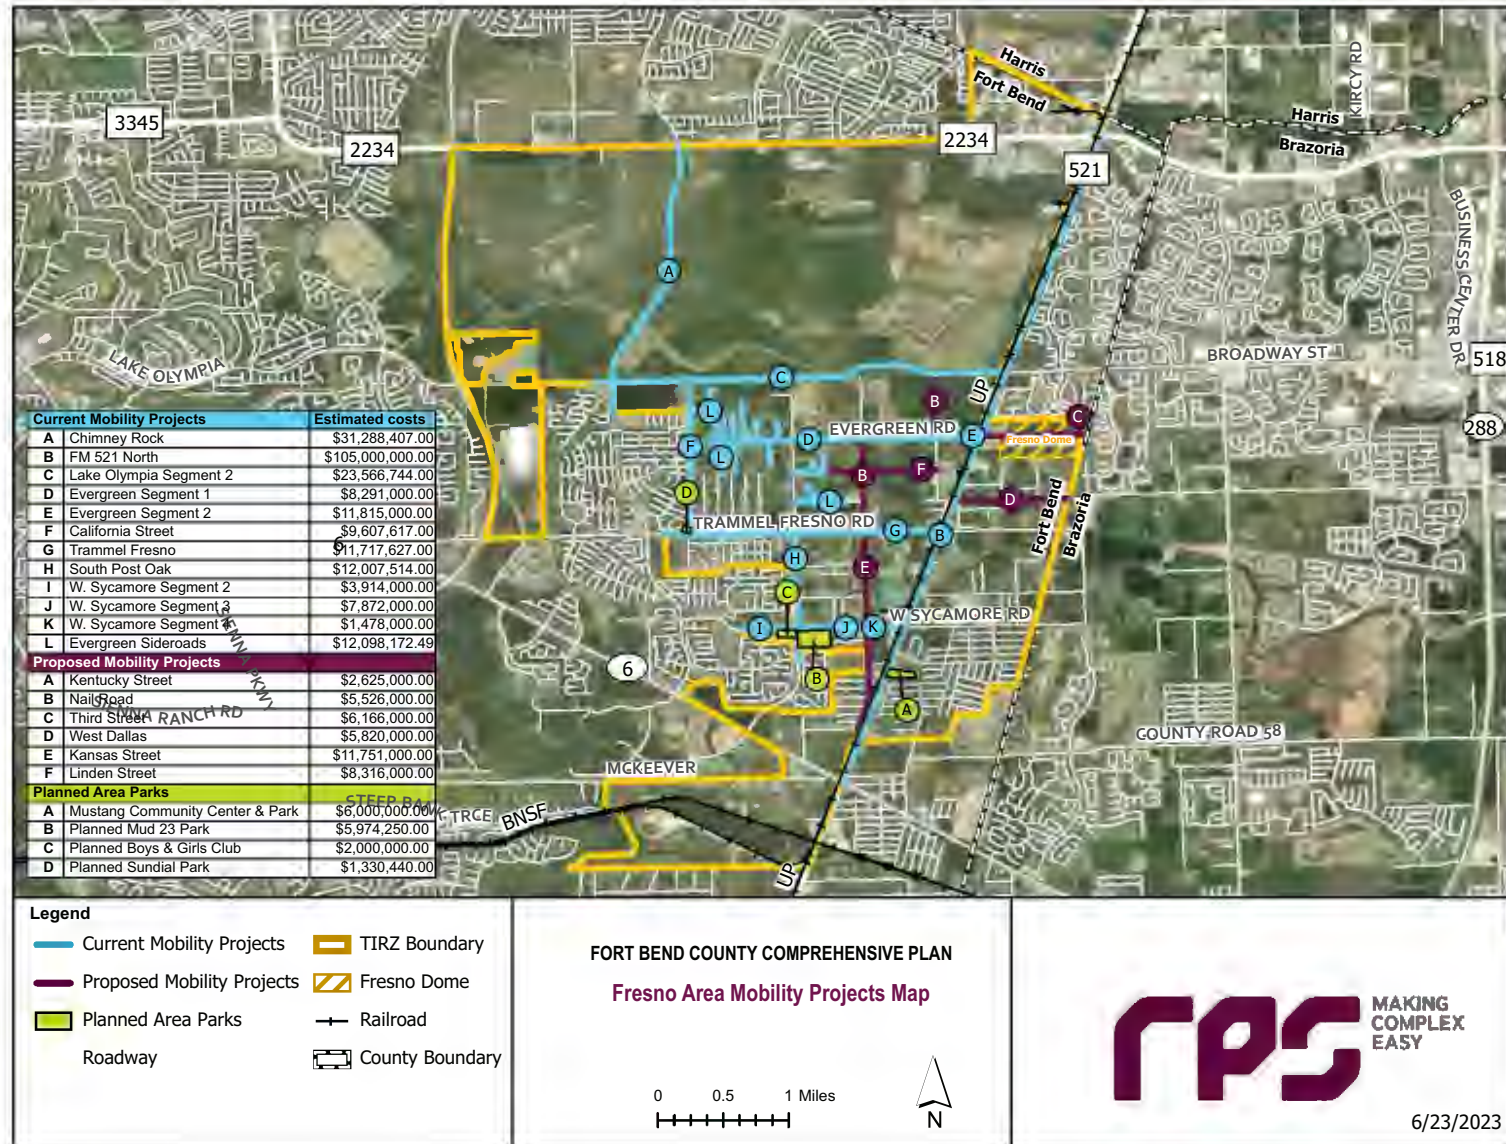 Harris
Fort Bend
KIRCY RD
3345
2234
2234
Harris
Brazoria
521
BUSINESS CENTER DR
A
LAKE OLYMPIA
BROADWAY ST
518
C
UP
B
L
C
288
F
D
EVERGREEN RD
E
Fresno Dome
L
B
F
D
L
D
TRAMMEL FRESNO RD
G
B
Fort Bend
Brazoria
H
E
C
W SYCAMORE RD
I
J
K
6
B
A
COUNTY ROAD 58
MCKEEVER
BNSF
UP
Current Mobility Projects Estimated costs
A Chimney Rock $31,288,407.00
B FM 521 North $105,000,000.00
C Lake Olympia Segment 2 $23,566,744.00
D Evergreen Segment 1 $8,291,000.00
E Evergreen Segment 2 $11,815,000.00
F California Street $9,607,617.00
6
G Trammel Fresno $11,717,627.00
H South Post Oak $12,007,514.00
I W. Sycamore Segment 2 $3,914,000.00
J W. Sycamore Segment 3 $7,872,000.00
K W. Sycamore Segment $1,478,000.00
L Evergreen Sideroads $12,098,172.49
SIENNA PKWY
Proposed Mobility Projects
A Kentucky Street $2,625,000.00
B Nail Road $5,526,000.00
SIENNA RANCH RD
C Third Street $6,166,000.00
D West Dallas $5,820,000.00
E Kansas Street $11,751,000.00
F Linden Street $8,316,000.00
Planned Area Parks
STEEP BANK TRCE
A Mustang Community Center & Park $6,000,000.00
B Planned Mud 23 Park $5,974,250.00
C Planned Boys & Girls Club $2,000,000.00
D Planned Sundial Park $1,330,440.00
Legend
Current Mobility Projects
Proposed Mobility Projects
Planned Area Parks
Roadway
TIRZ Boundary
Fresno Dome
Railroad
County Boundary
FORT BEND COUNTY COMPREHENSIVE PLAN
Fresno Area Mobility Projects Map
0 0.5 1 Miles
N
rps
MAKING
COMPLEX
EASY
6/23/2023